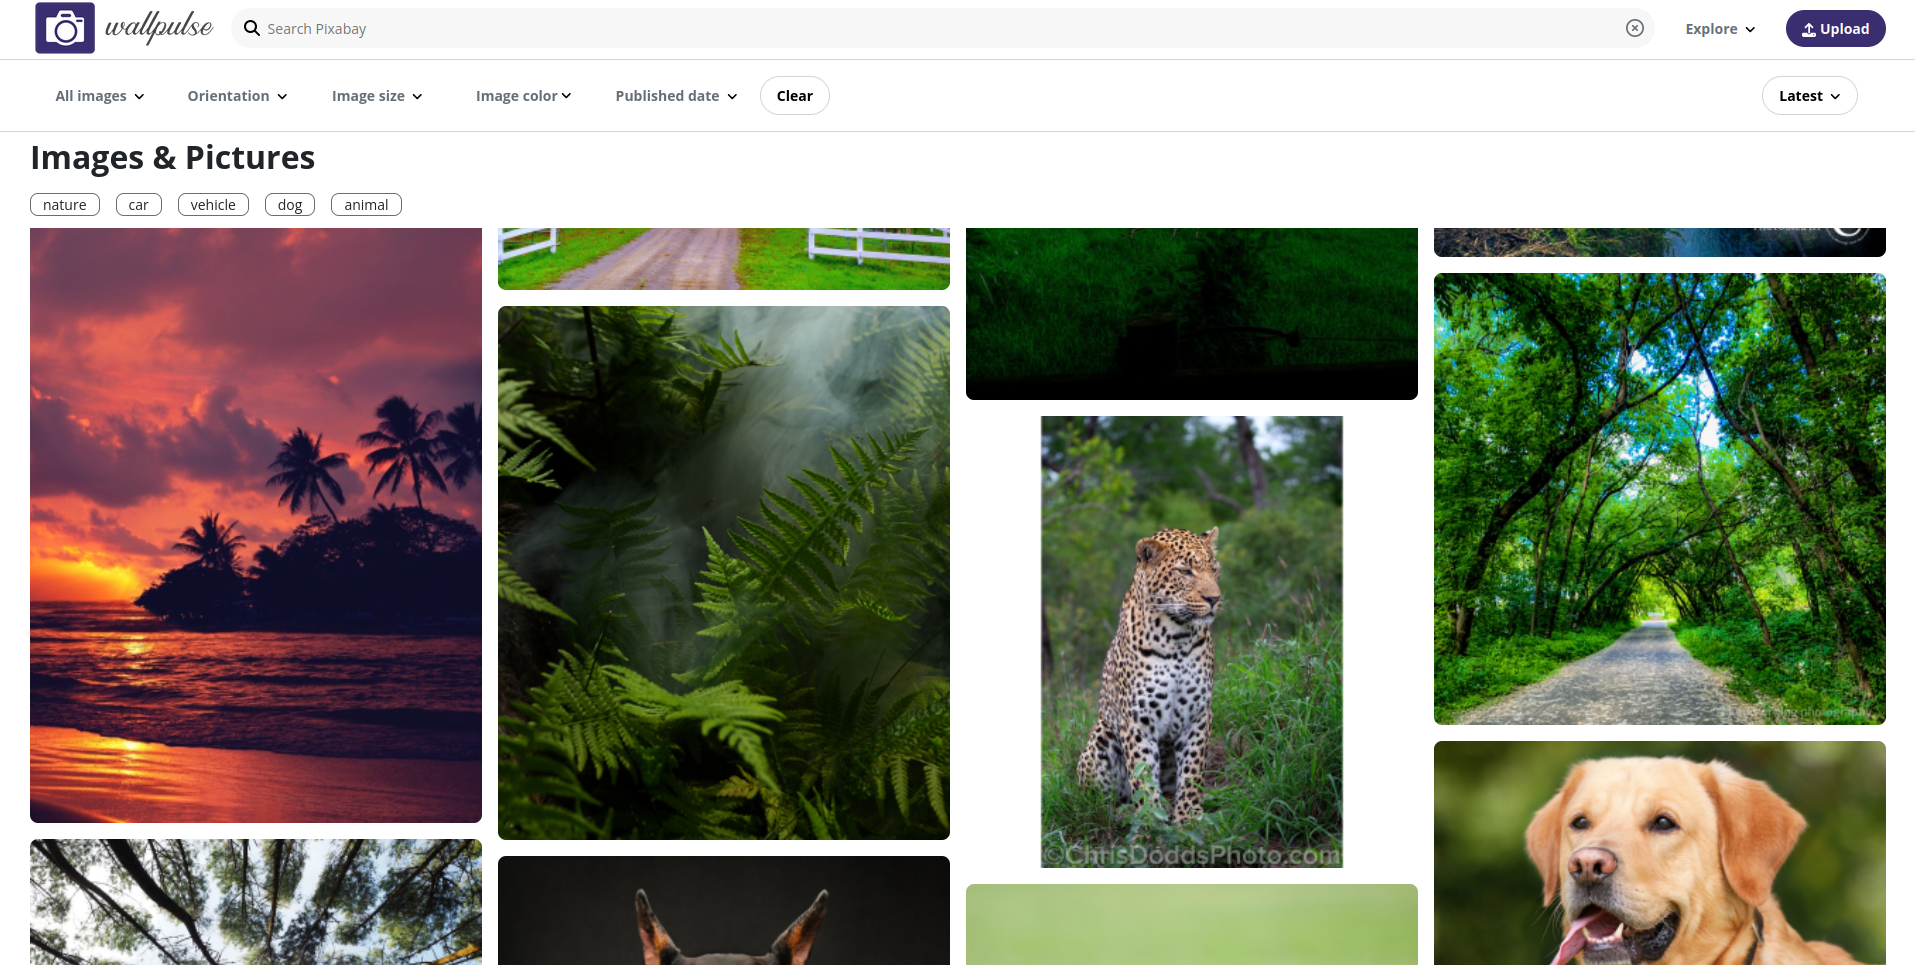 wallpulse
Search Pixabay
Explore
Upload
All images
Orientation
Image size
Image color
Published date
Clear
Latest
Images & Pictures
nature
car
vehicle
dog
animal
©ChrisDoddsPhoto.com